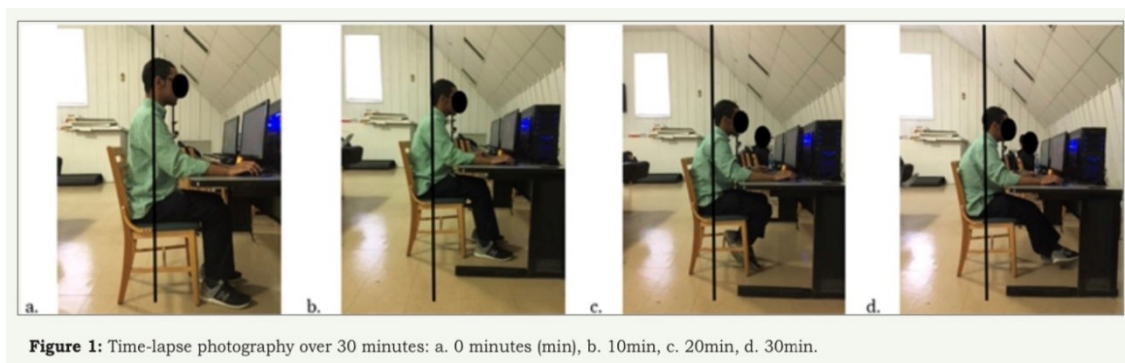 a.
b.
c.
d.
Figure 1: Time-lapse photography over 30 minutes: a. 0 minutes (min), b. 10min, c. 20min, d. 30min.